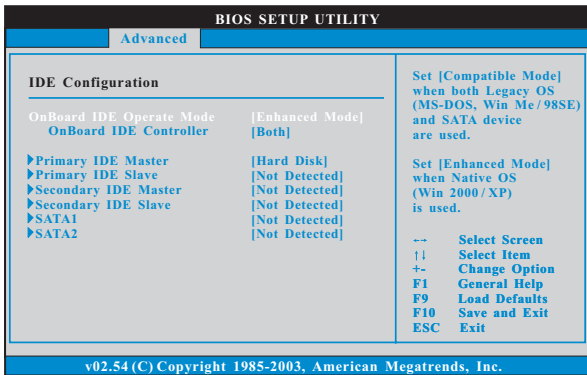 BIOS SETUP UTILITY
Advanced
IDE Configuration
OnBoard IDE Operate Mode [Enhanced Mode]
OnBoard IDE Controller [Both]
Primary IDE Master [Hard Disk]
Primary IDE Slave [Not Detected]
Secondary IDE Master [Not Detected]
Secondary IDE Slave [Not Detected]
SATA1 [Not Detected]
SATA2 [Not Detected]
Set [Compatible Mode]
when both Legacy OS
(MS-DOS, Win Me/98SE)
and SATA device
are used.
Set [Enhanced Mode]
when Native OS
(Win 2000/XP)
is used.
←→ Select Screen
↑↓ Select Item
+- Change Option
F1 General Help
F9 Load Defaults
F10 Save and Exit
ESC Exit
v02.54 (C) Copyright 1985-2003, American Megatrends, Inc.